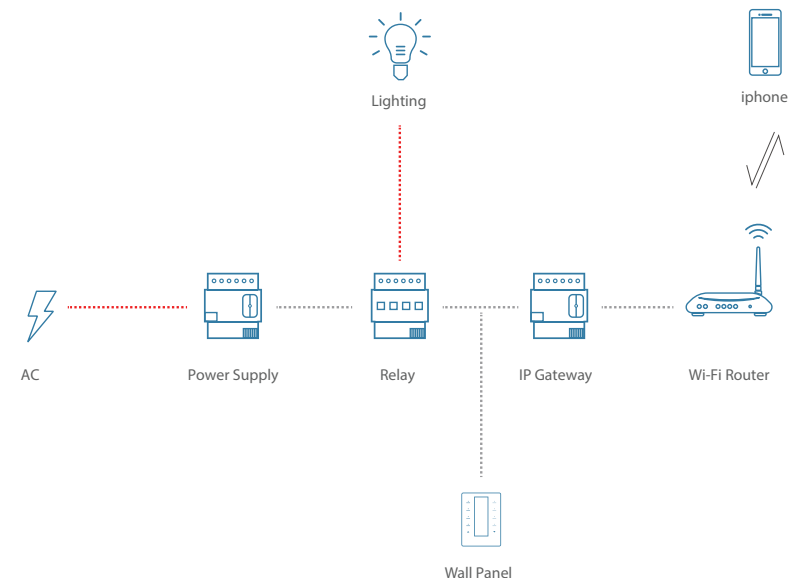 Lighting
iphone
AC
Power Supply
Relay
IP Gateway
Wi-Fi Router
Wall Panel